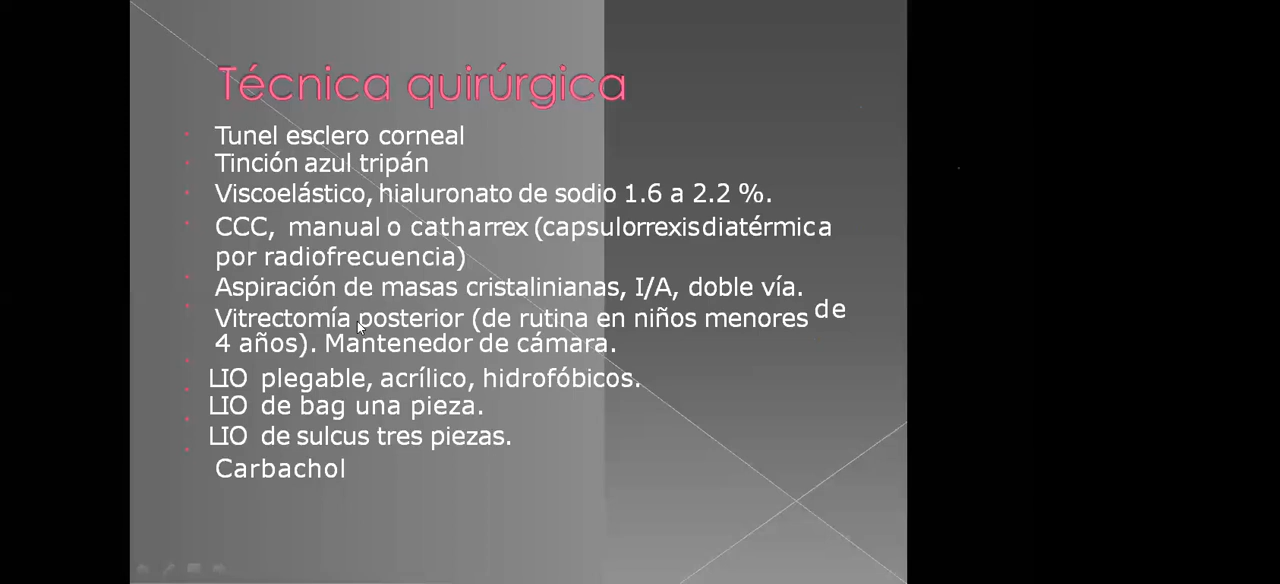 Técnica quirúrgica
Tunel esclero corneal
Tinción azul tripán
Viscoelástico, hialuronato de sodio 1.6 a 2.2 %.
CCC, manual o catharrex (capsulorrexis diatérmica
por radiofrecuencia)
Aspiración de masas cristalinianas, I/A, doble vía.
Vitrectomía posterior (de rutina en niños menores de
4 años). Mantenedor de cámara.
LIO plegable, acrílico, hidrofóbicos.
LIO de bag una pieza.
LIO de sulcus tres piezas.
Carbachol